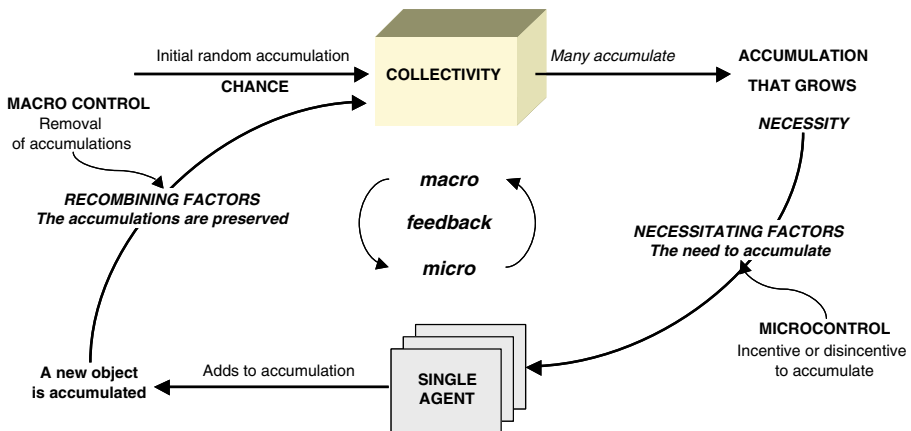 Initial random accumulation
CHANCE
COLLECTIVITY
Many accumulate
ACCUMULATION
THAT GROWS
NECESSITY
MACRO CONTROL
Removal
of accumulations
RECOMBINING FACTORS
The accumulations are preserved
macro
feedback
micro
NECESSITATING FACTORS
The need to accumulate
MICROCONTROL
Incentive or disincentive
to accumulate
SINGLE
AGENT
Adds to accumulation
A new object
is accumulated